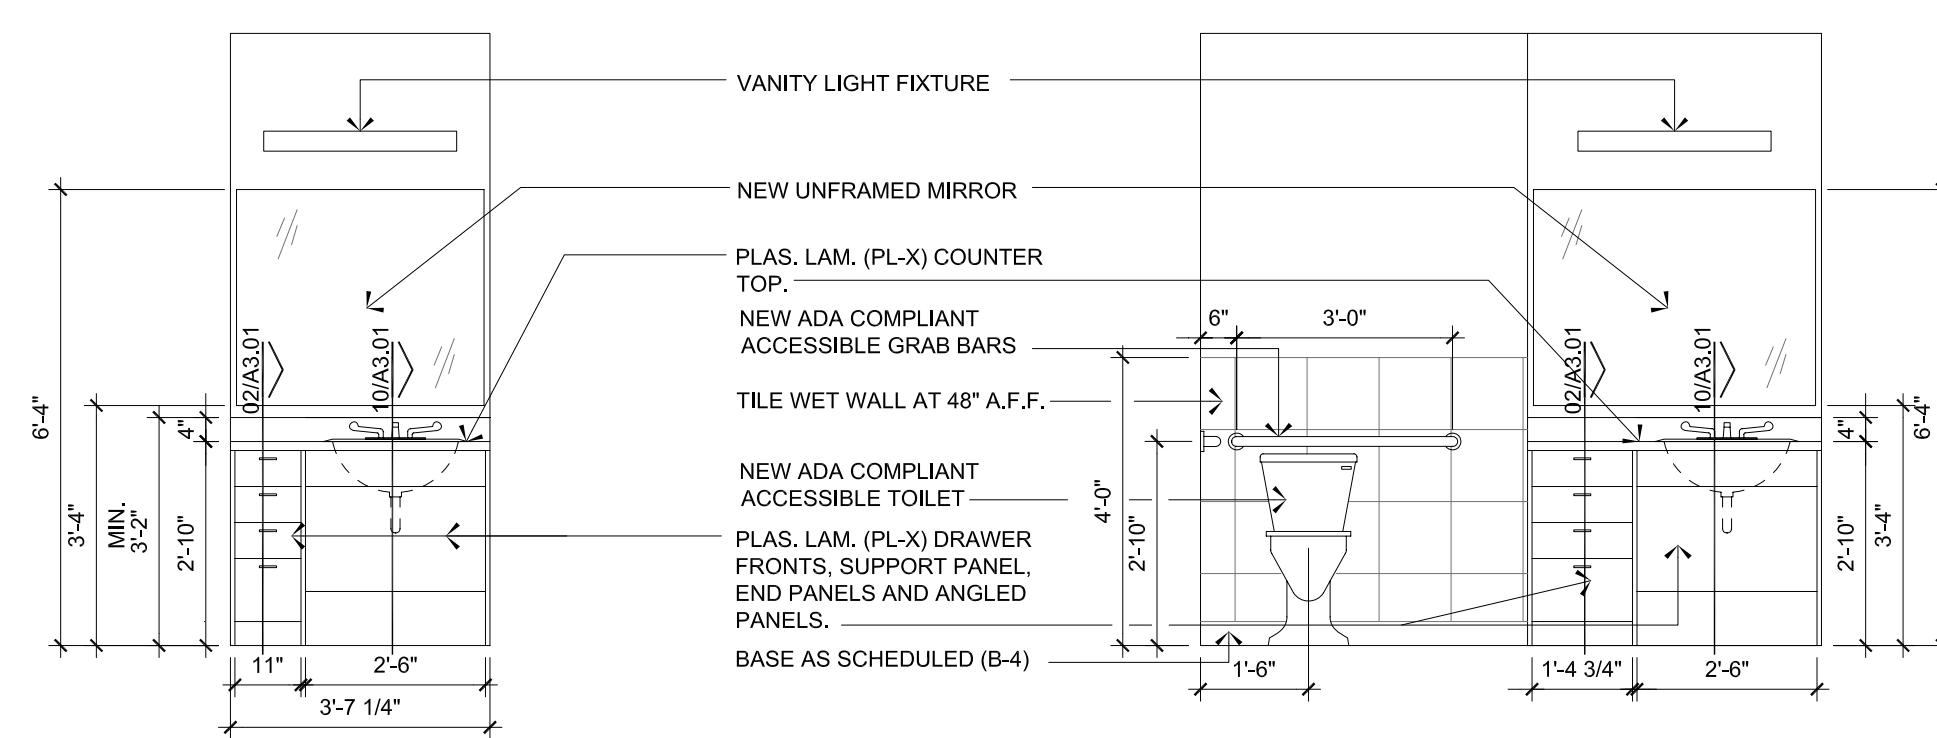 VANITY LIGHT FIXTURE
NEW UNFRAMED MIRROR
PLAS. LAM. (PL-X) COUNTER
TOP.
NEW ADA COMPLIANT
ACCESSIBLE GRAB BARS
TILE WET WALL AT 48" A.F.F.
NEW ADA COMPLIANT
ACCESSIBLE TOILET
PLAS. LAM. (PL-X) DRAWER
FRONTS, SUPPORT PANEL,
END PANELS AND ANGLED
PANELS.
BASE AS SCHEDULED (B-4)
6'-4"
3'-4"
MIN.
3'-2"
4"
2'-10"
02/A3.01
10/A3.01
11"
2'-6"
3'-7 1/4"
6"
3'-0"
4'-0"
2'-10"
1'-6"
02/A3.01
10/A3.01
1'-4 3/4"
2'-6"
4"
2'-10"
3'-4"
6'-4"